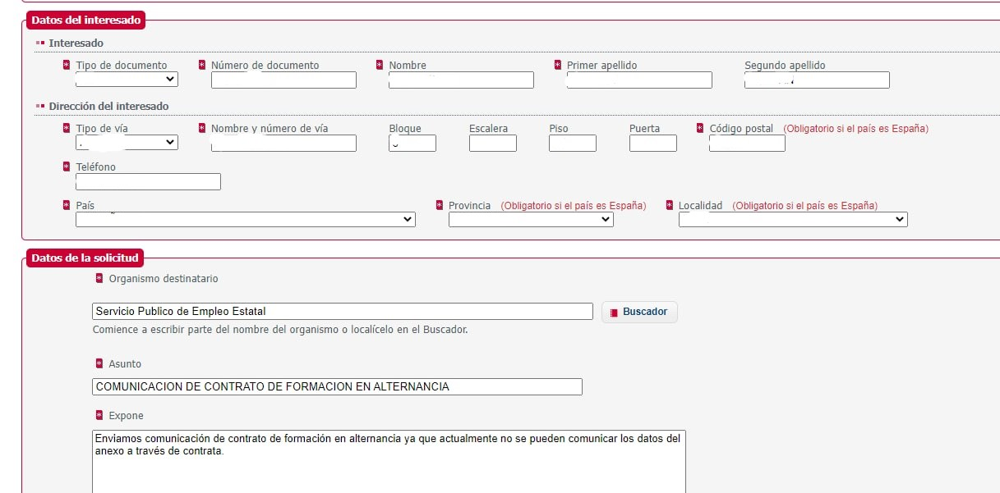 Datos del interesado
Interesado
* Tipo de documento * Número de documento * Nombre * Primer apellido Segundo apellido
Dirección del interesado
* Tipo de vía * Nombre y número de vía Bloque Escalera Piso Puerta * Código postal (Obligatorio si el país es España)
* Teléfono
* País * Provincia (Obligatorio si el país es España) * Localidad (Obligatorio si el país es España)
Datos de la solicitud
* Organismo destinatario
Servicio Publico de Empleo Estatal Buscador
Comience a escribir parte del nombre del organismo o localícelo en el Buscador.
* Asunto
COMUNICACION DE CONTRATO DE FORMACION EN ALTERNANCIA
* Expone
Enviamos comunicación de contrato de formación en alternancia ya que actualmente no se pueden comunicar los datos del
anexo a través de contrata.